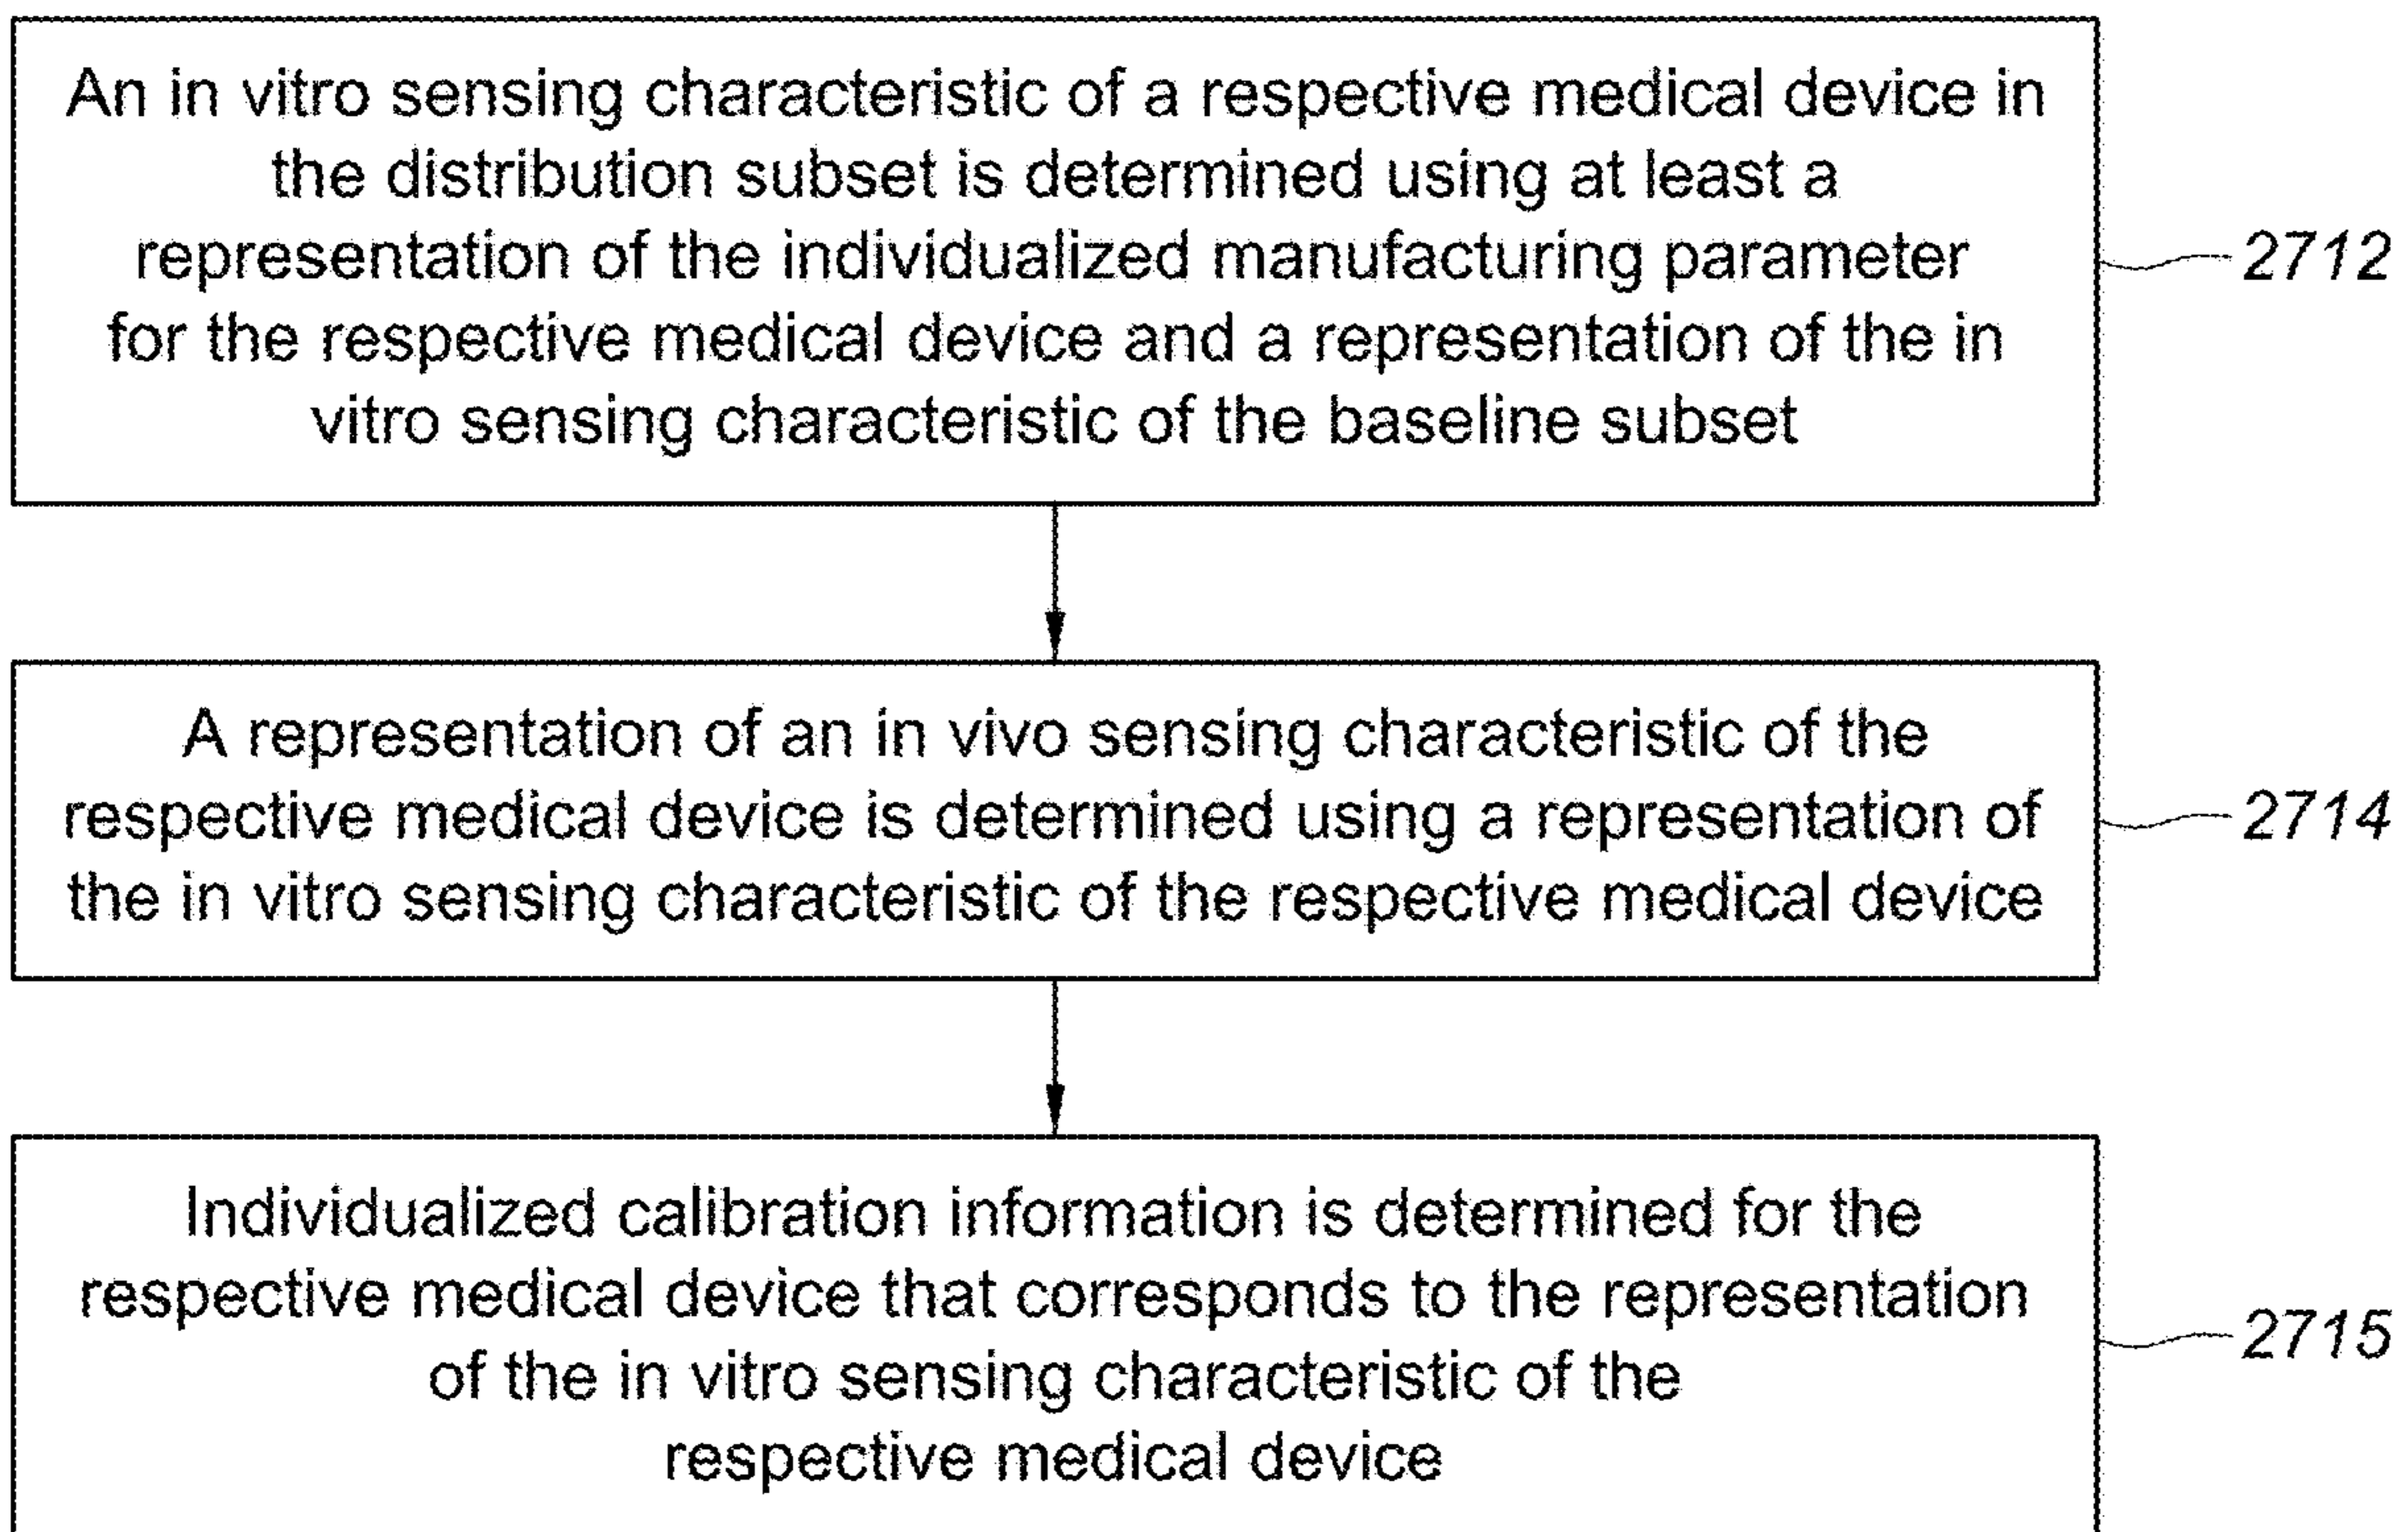 An in vitro sensing characteristic of a respective medical device in
the distribution subset is determined using at least a
representation of the individualized manufacturing parameter
for the respective medical device and a representation of the in
vitro sensing characteristic of the baseline subset
2712
A representation of an in vivo sensing characteristic of the
respective medical device is determined using a representation of
the in vitro sensing characteristic of the respective medical device
2714
Individualized calibration information is determined for the
respective medical device that corresponds to the representation
of the in vitro sensing characteristic of the
respective medical device
2715